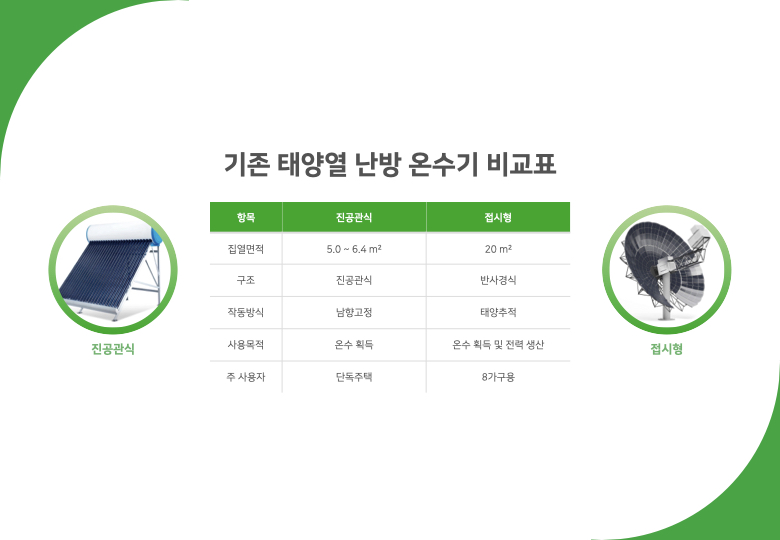 기존 태양열 난방 온수기 비교표
항목 진공관식 접시형
집열면적 5.0 ~ 6.4 m² 20 m²
구조 진공관식 반사경식
작동방식 남향고정 태양추적
사용목적 온수 획득 온수 획득 및 전력 생산
주 사용자 단독주택 8가구용
진공관식
접시형